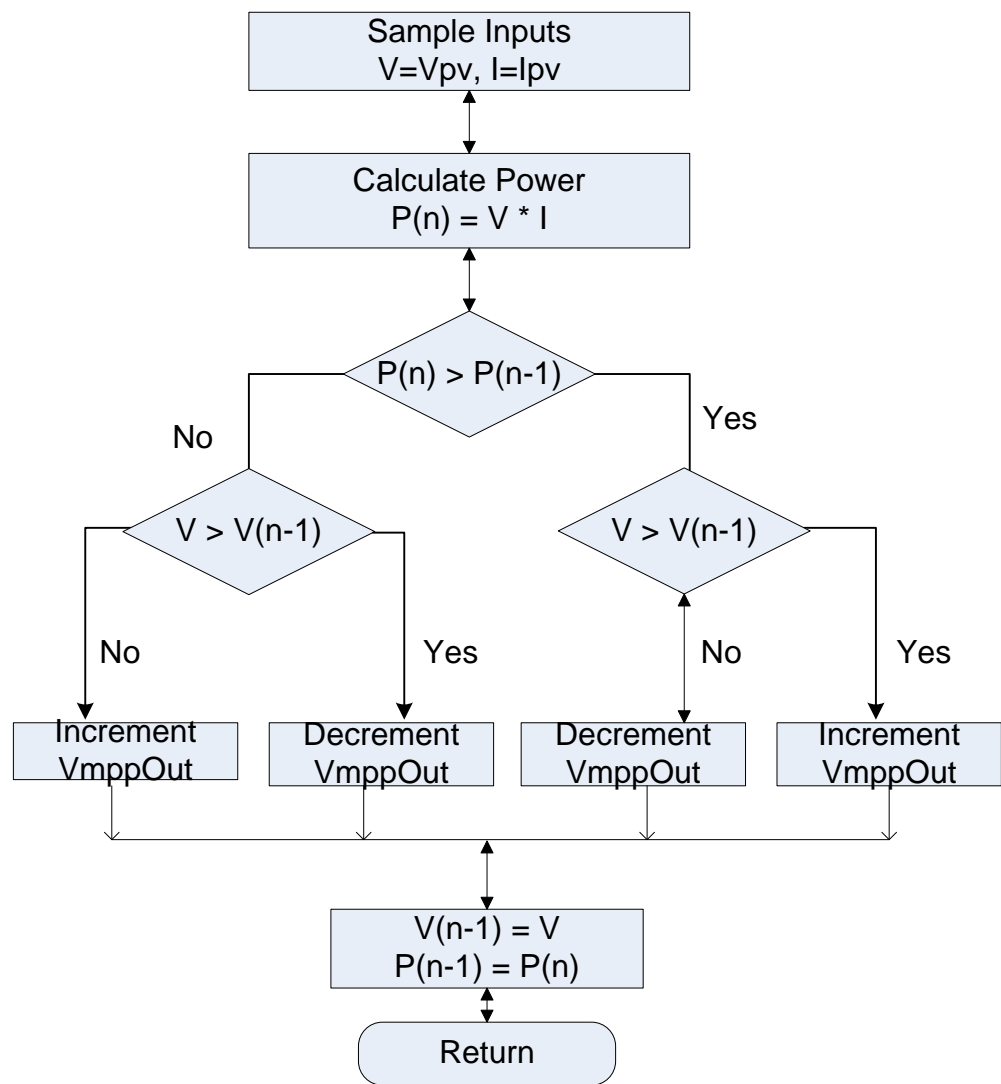 Sample Inputs
V=Vpv, I=Ipv
Calculate Power
P(n) = V * I
P(n) > P(n-1)
No
Yes
V > V(n-1)
V > V(n-1)
No
Yes
No
Yes
Increment
VmppOut
Decrement
VmppOut
Decrement
VmppOut
Increment
VmppOut
V(n-1) = V
P(n-1) = P(n)
Return